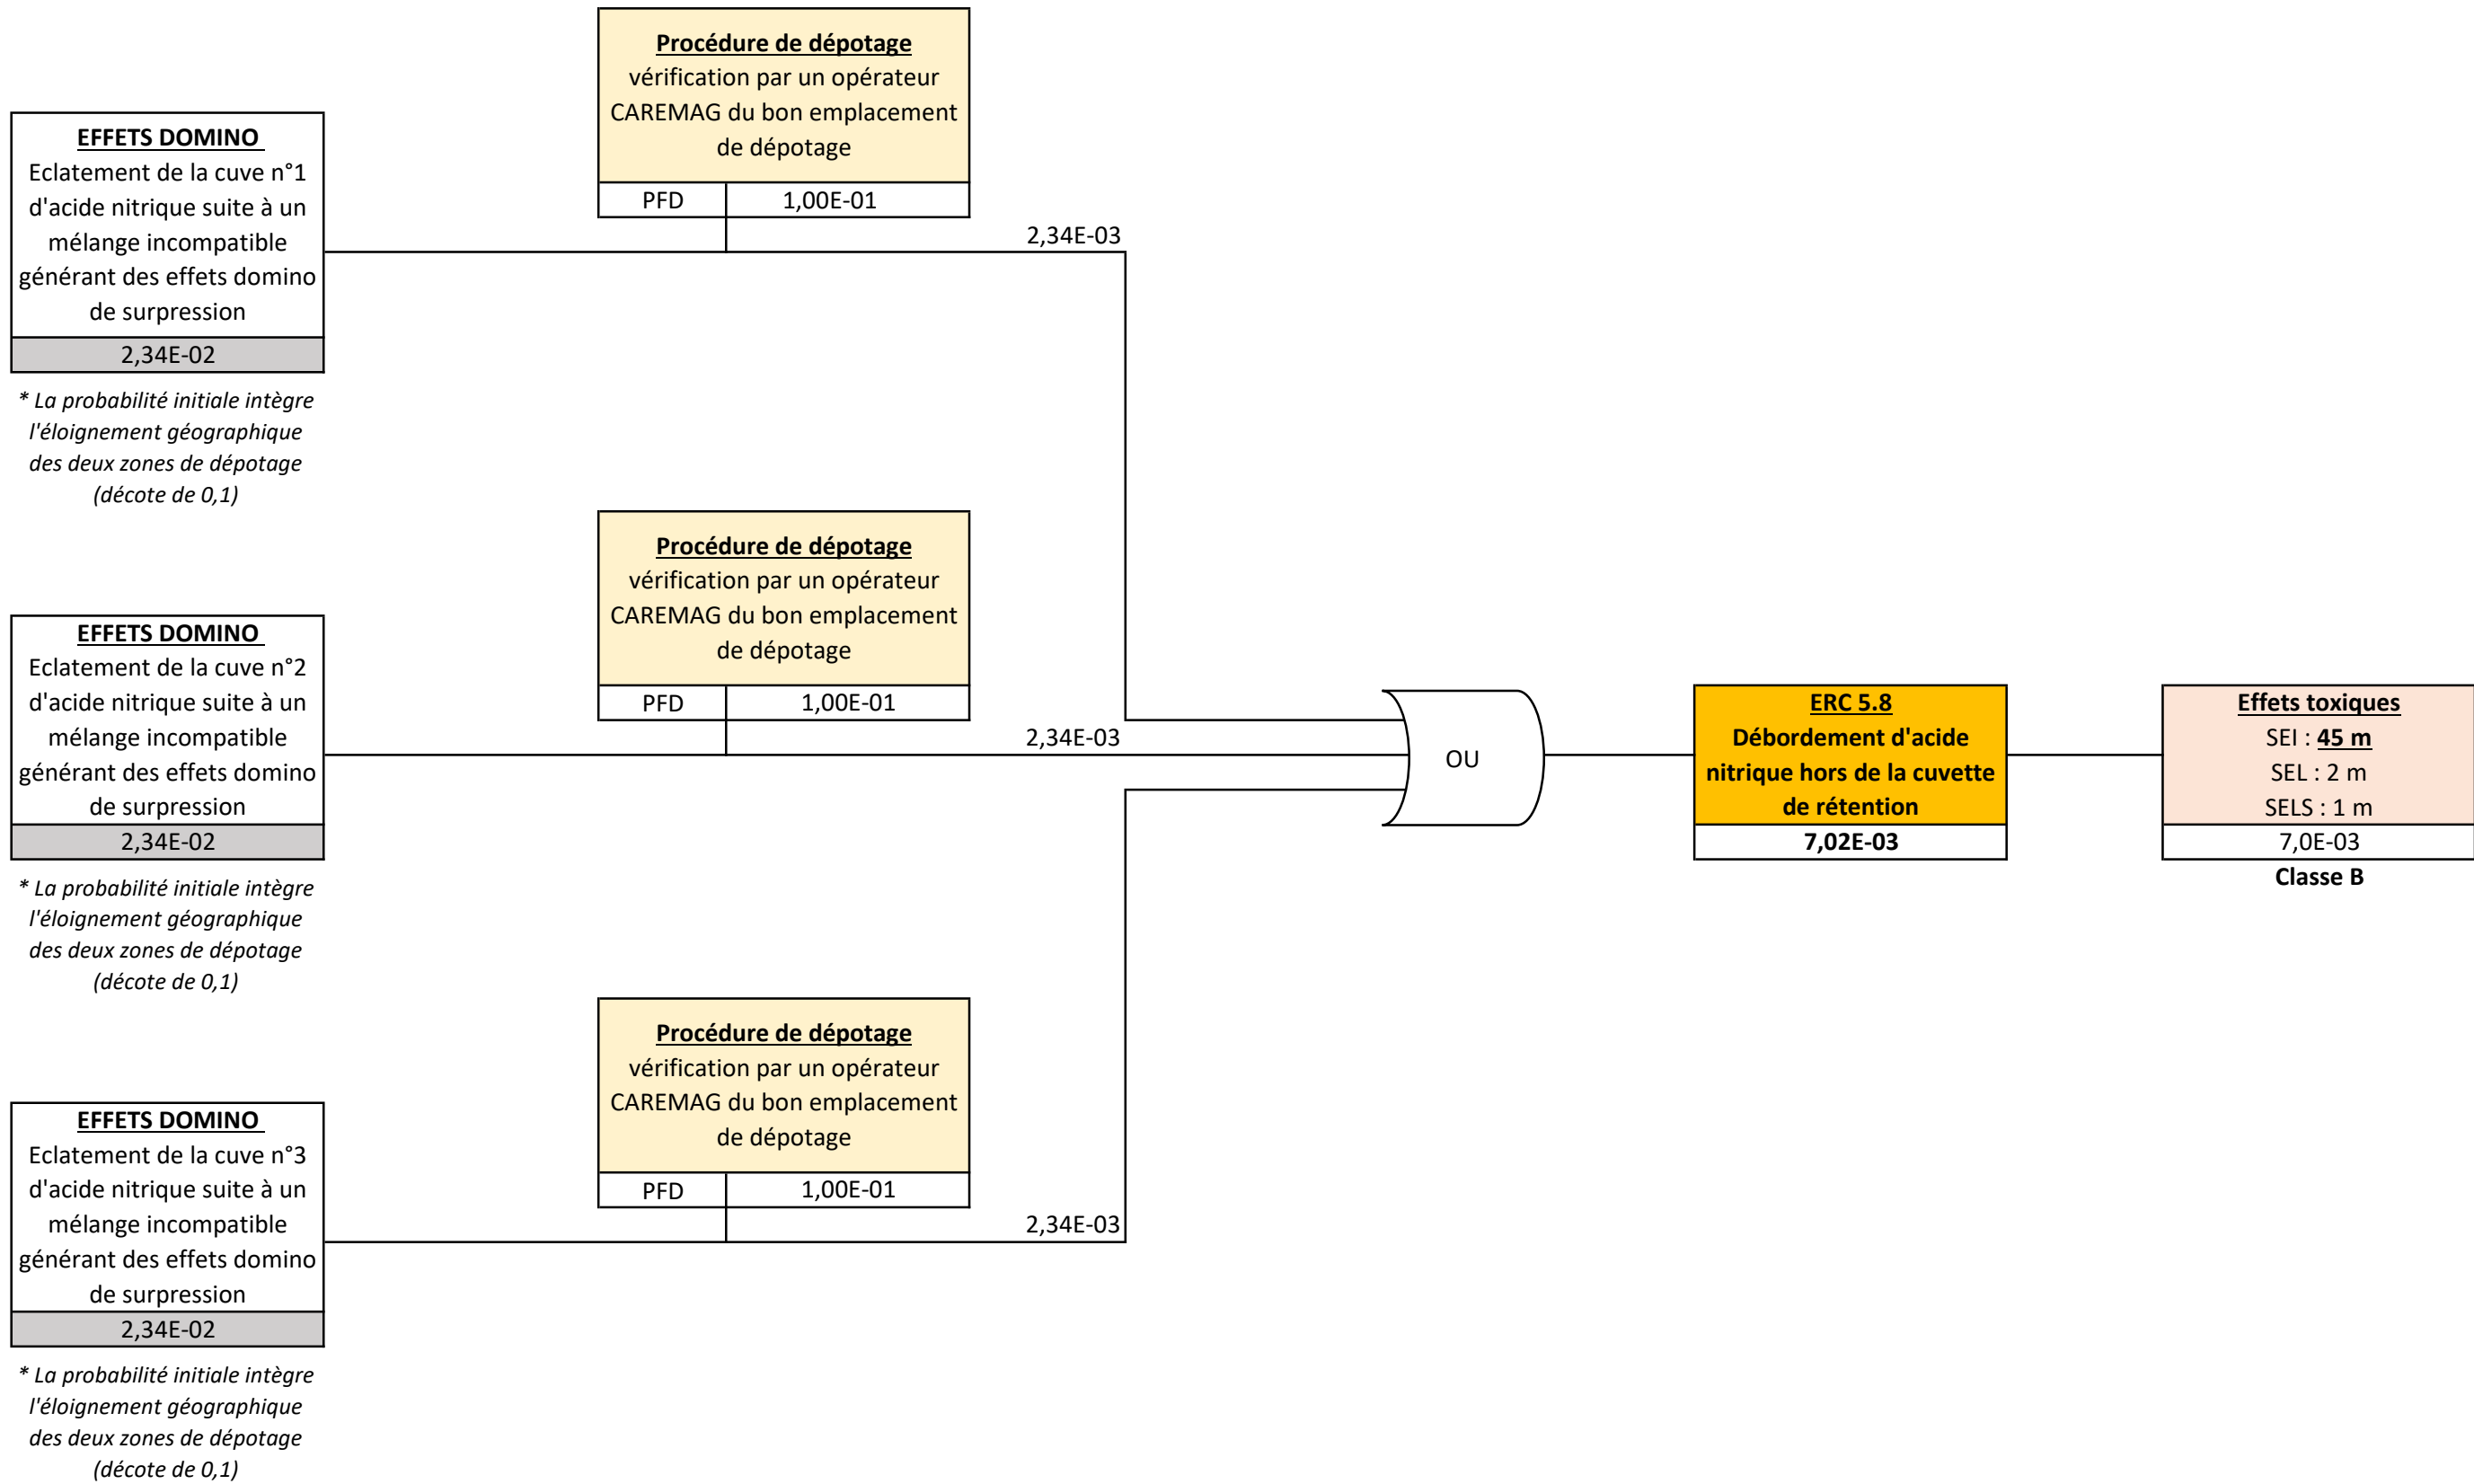 EFFETS DOMINO
Eclatement de la cuve n°1
d'acide nitrique suite à un
mélange incompatible
générant des effets domino
de surpression
2,34E-02
* La probabilité initiale intègre
l'éloignement géographique
des deux zones de dépotage
(décote de 0,1)
Procédure de dépotage
vérification par un opérateur
CAREMAG du bon emplacement
de dépotage
PFD 1,00E-01
2,34E-03
EFFETS DOMINO
Eclatement de la cuve n°2
d'acide nitrique suite à un
mélange incompatible
générant des effets domino
de surpression
2,34E-02
* La probabilité initiale intègre
l'éloignement géographique
des deux zones de dépotage
(décote de 0,1)
Procédure de dépotage
vérification par un opérateur
CAREMAG du bon emplacement
de dépotage
PFD 1,00E-01
2,34E-03
EFFETS DOMINO
Eclatement de la cuve n°3
d'acide nitrique suite à un
mélange incompatible
générant des effets domino
de surpression
2,34E-02
* La probabilité initiale intègre
l'éloignement géographique
des deux zones de dépotage
(décote de 0,1)
Procédure de dépotage
vérification par un opérateur
CAREMAG du bon emplacement
de dépotage
PFD 1,00E-01
2,34E-03
OU
ERC 5.8
Débordement d'acide
nitrique hors de la cuvette
de rétention
7,02E-03
Effets toxiques
SEI : 45 m
SEL : 2 m
SELS : 1 m
7,0E-03
Classe B